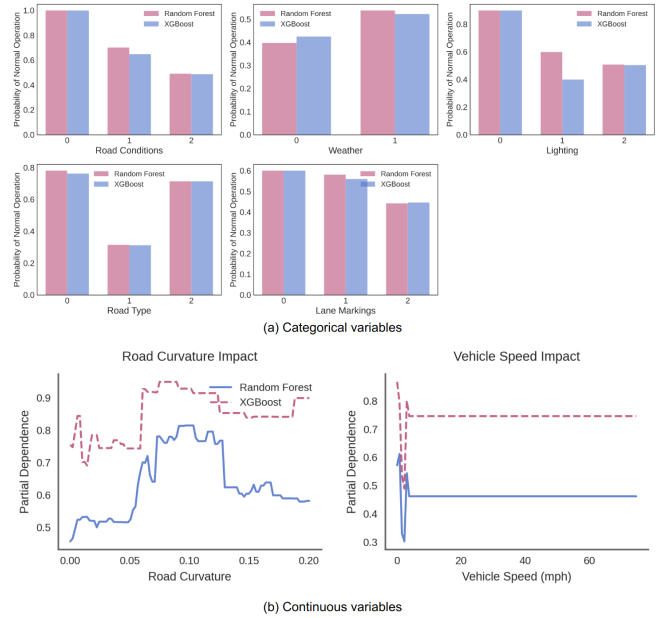 Probability of Normal Operation
1.0
0.8
0.6
0.4
0.2
0.0
Random Forest
XGBoost
0 1 2
Road Conditions
Probability of Normal Operation
0.5
0.4
0.3
0.2
0.1
0.0
Random Forest
XGBoost
0 1
Weather
Probability of Normal Operation
0.8
0.6
0.4
0.2
0.0
Random Forest
XGBoost
0 1 2
Lighting
Probability of Normal Operation
0.8
0.6
0.4
0.2
0.0
Random Forest
XGBoost
0 1 2
Road Type
Probability of Normal Operation
0.6
0.5
0.4
0.3
0.2
0.1
0.0
Random Forest
XGBoost
0 1 2
Lane Markings
(a) Categorical variables
Road Curvature Impact
Partial Dependence
0.9
0.8
0.7
0.6
0.5
Random Forest
XGBoost
0.00 0.05 0.10 0.15 0.20
Road Curvature
Vehicle Speed Impact
Partial Dependence
0.8
0.7
0.6
0.5
0.4
0.3
0 20 40 60
Vehicle Speed (mph)
(b) Continuous variables